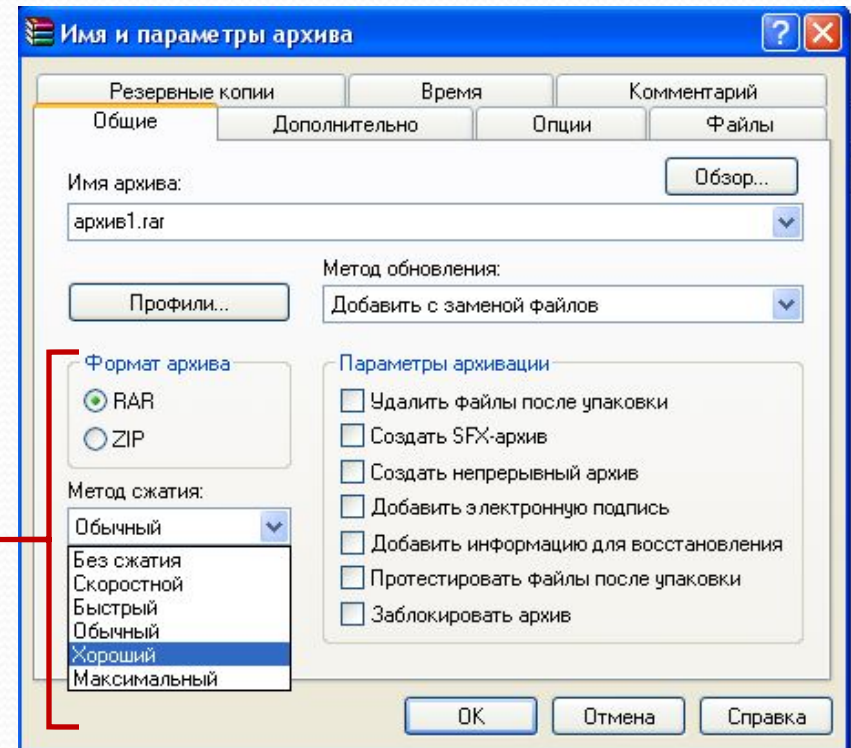 Имя и параметры архива
Резервные копии
Время
Комментарий
Общие
Дополнительно
Опции
Файлы
Имя архива:
Обзор...
архив1.rar
Метод обновления:
Профили...
Добавить с заменой файлов
Формат архива
RAR
ZIP
Метод сжатия:
Обычный
Без сжатия
Скоростной
Быстрый
Обычный
Хороший
Максимальный
Параметры архивации
Удалить файлы после упаковки
Создать SFX-архив
Создать непрерывный архив
Добавить электронную подпись
Добавить информацию для восстановления
Протестировать файлы после упаковки
Заблокировать архив
OK
Отмена
Справка